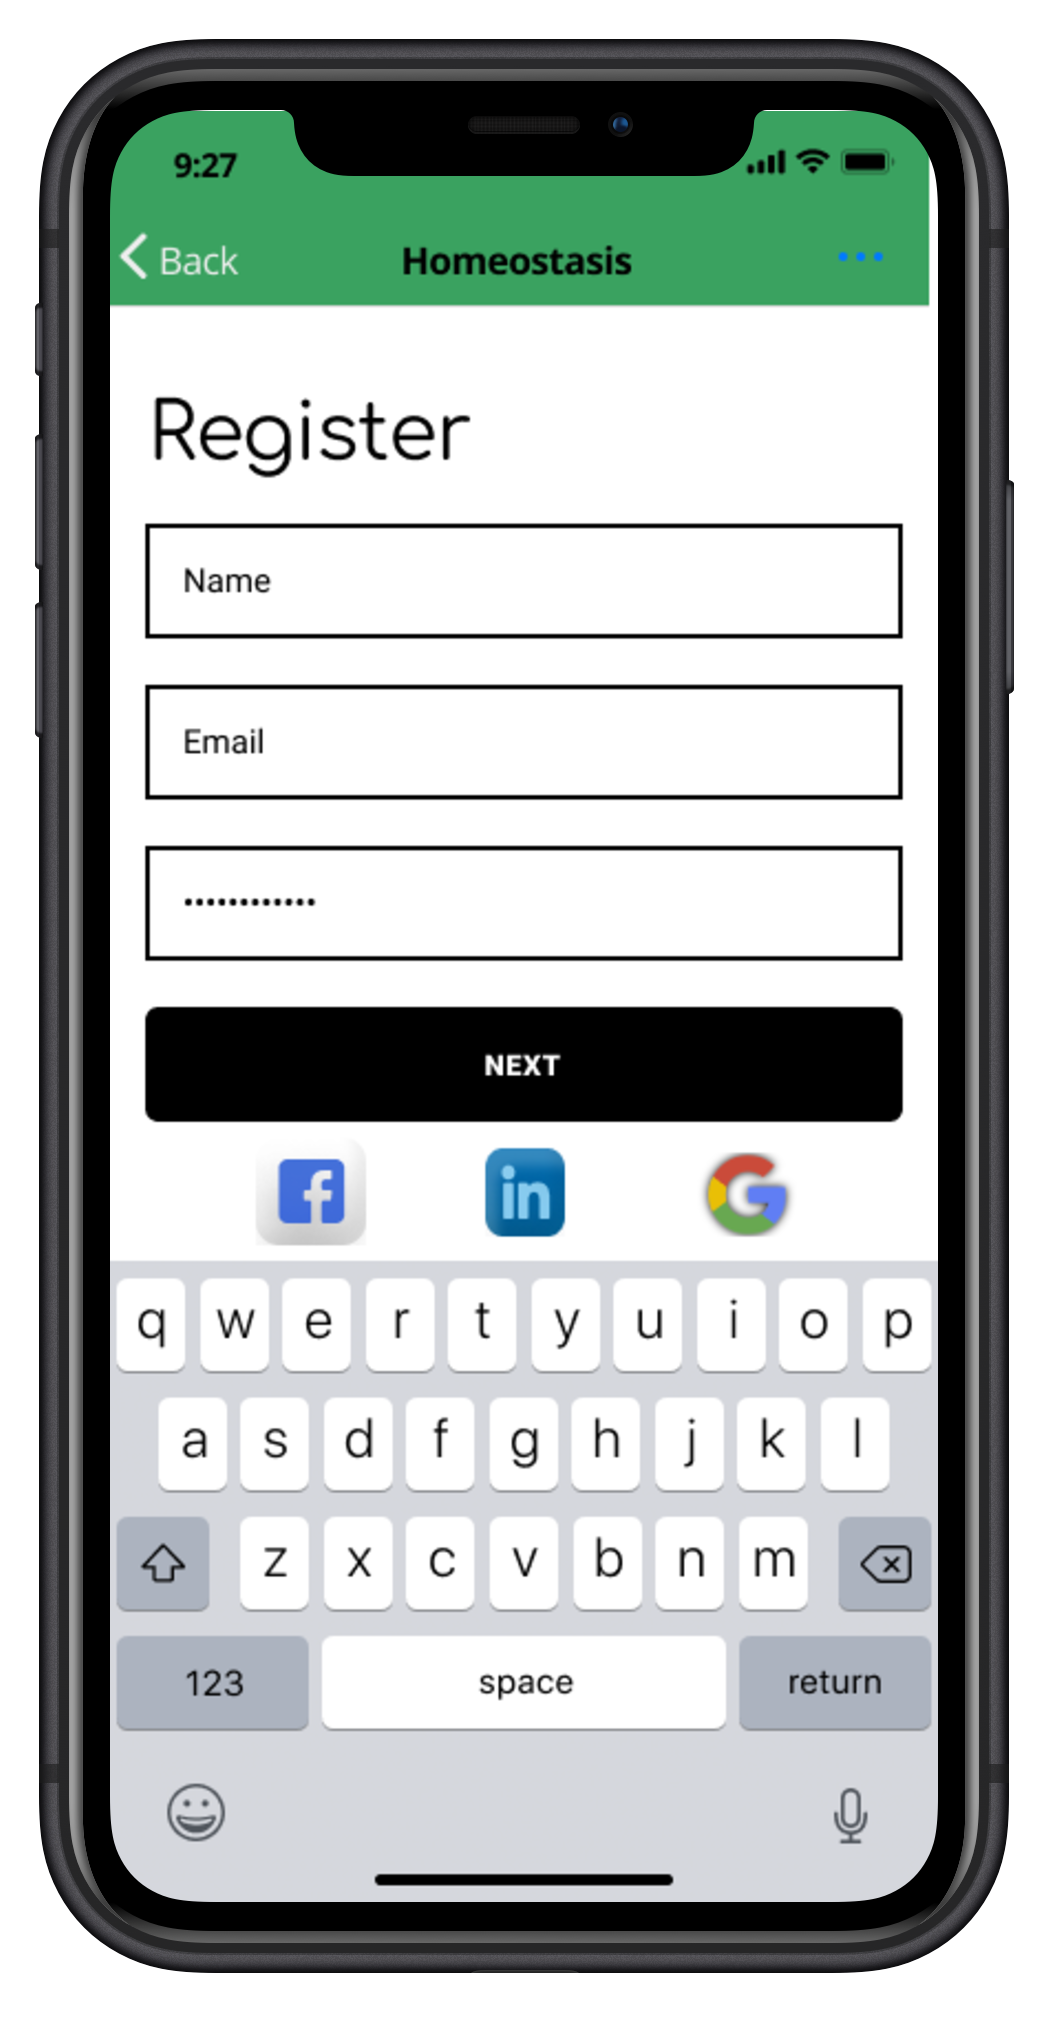 9:27
Back Homeostasis ...
Register
Name
Email
•••••••••••••
NEXT
f in G
q w e r t y u i o p
a s d f g h j k l
z x c v b n m
123 space return